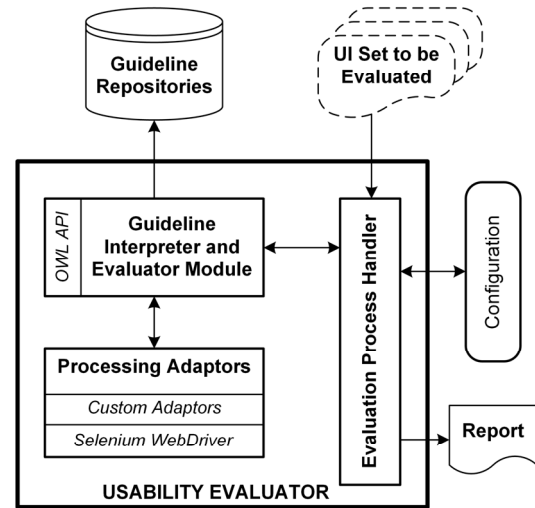 Guideline
Repositories
UI Set to be
Evaluated
OWL API
Guideline
Interpreter and
Evaluator Module
Evaluation Process Handler
Configuration
Processing Adaptors
Custom Adaptors
Selenium WebDriver
Report
USABILITY EVALUATOR